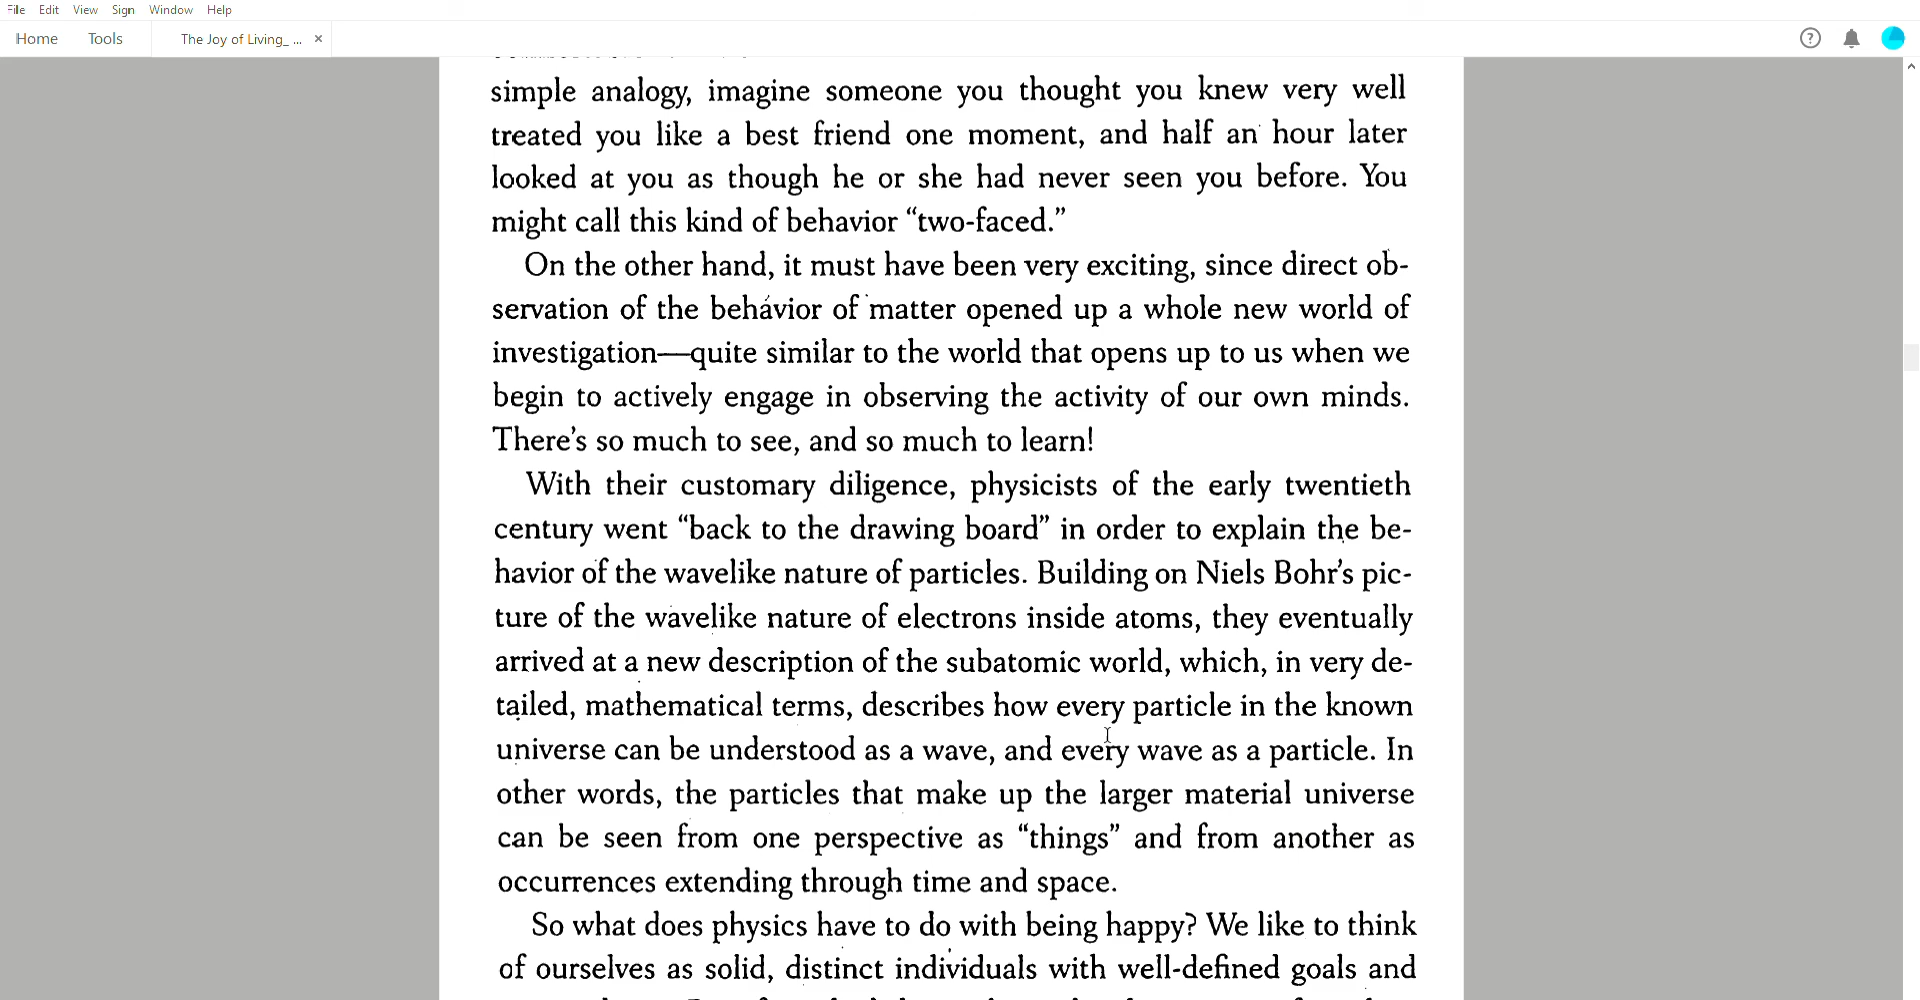 File Edit View Sign Window Help
Home Tools The Joy of Living_ ... ×
simple analogy, imagine someone you thought you knew very well
treated you like a best friend one moment, and half an hour later
looked at you as though he or she had never seen you before. You
might call this kind of behavior “two-faced.”
On the other hand, it must have been very exciting, since direct ob-
servation of the behavior of matter opened up a whole new world of
investigation—quite similar to the world that opens up to us when we
begin to actively engage in observing the activity of our own minds.
There’s so much to see, and so much to learn!
With their customary diligence, physicists of the early twentieth
century went “back to the drawing board” in order to explain the be-
havior of the wavelike nature of particles. Building on Niels Bohr’s pic-
ture of the wavelike nature of electrons inside atoms, they eventually
arrived at a new description of the subatomic world, which, in very de-
tailed, mathematical terms, describes how every particle in the known
universe can be understood as a wave, and every wave as a particle. In
other words, the particles that make up the larger material universe
can be seen from one perspective as “things” and from another as
occurrences extending through time and space.
So what does physics have to do with being happy? We like to think
of ourselves as solid, distinct individuals with well-defined goals and